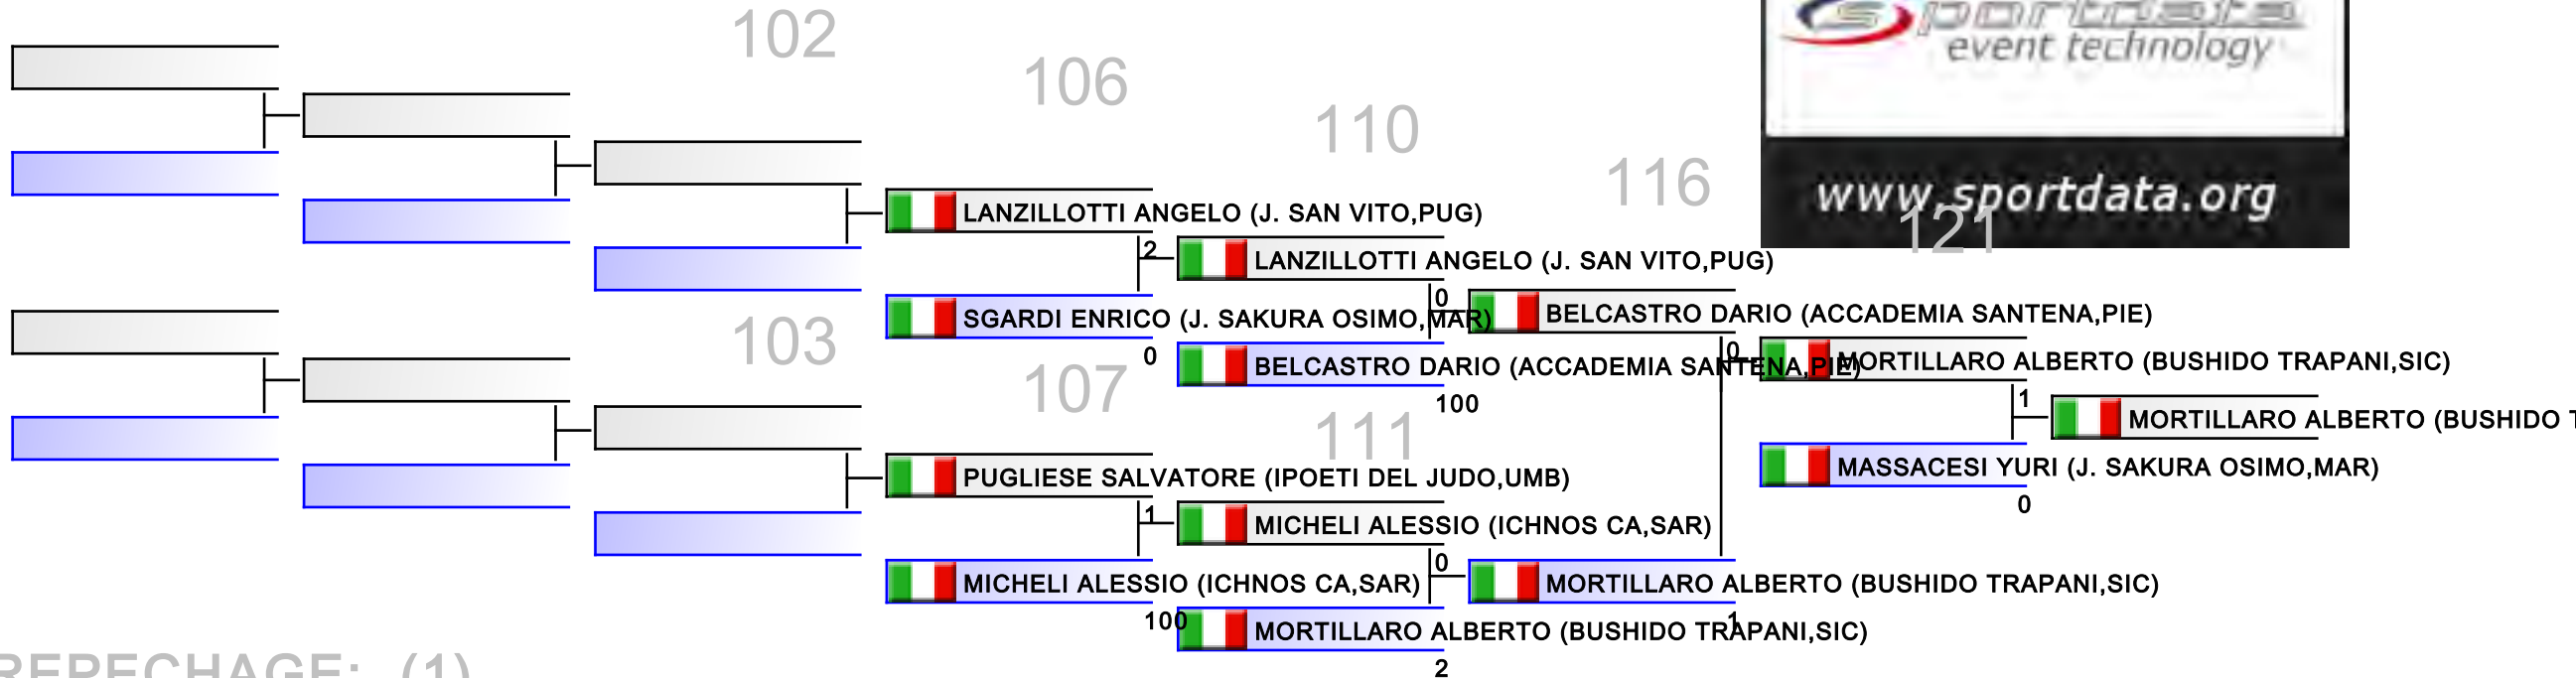 sportdata
event technology
www.sportdata.org
102
106
110
116
121
LANZILLOTTI ANGELO (J. SAN VITO,PUG)
2
LANZILLOTTI ANGELO (J. SAN VITO,PUG)
0
SGARDI ENRICO (J. SAKURA OSIMO,MAR)
0
BELCASTRO DARIO (ACCADEMIA SANTENA,PIE)
0
BELCASTRO DARIO (ACCADEMIA SANTENA,PIE)
100
MORTILLARO ALBERTO (BUSHIDO TRAPANI,SIC)
1
MORTILLARO ALBERTO (BUSHIDO T
MASSACESI YURI (J. SAKURA OSIMO,MAR)
0
103
107
111
PUGLIESE SALVATORE (IPOETI DEL JUDO,UMB)
1
MICHELI ALESSIO (ICHNOS CA,SAR)
0
MICHELI ALESSIO (ICHNOS CA,SAR)
100
MORTILLARO ALBERTO (BUSHIDO TRAPANI,SIC)
1
MORTILLARO ALBERTO (BUSHIDO TRAPANI,SIC)
2
REPECHAGE: (1)